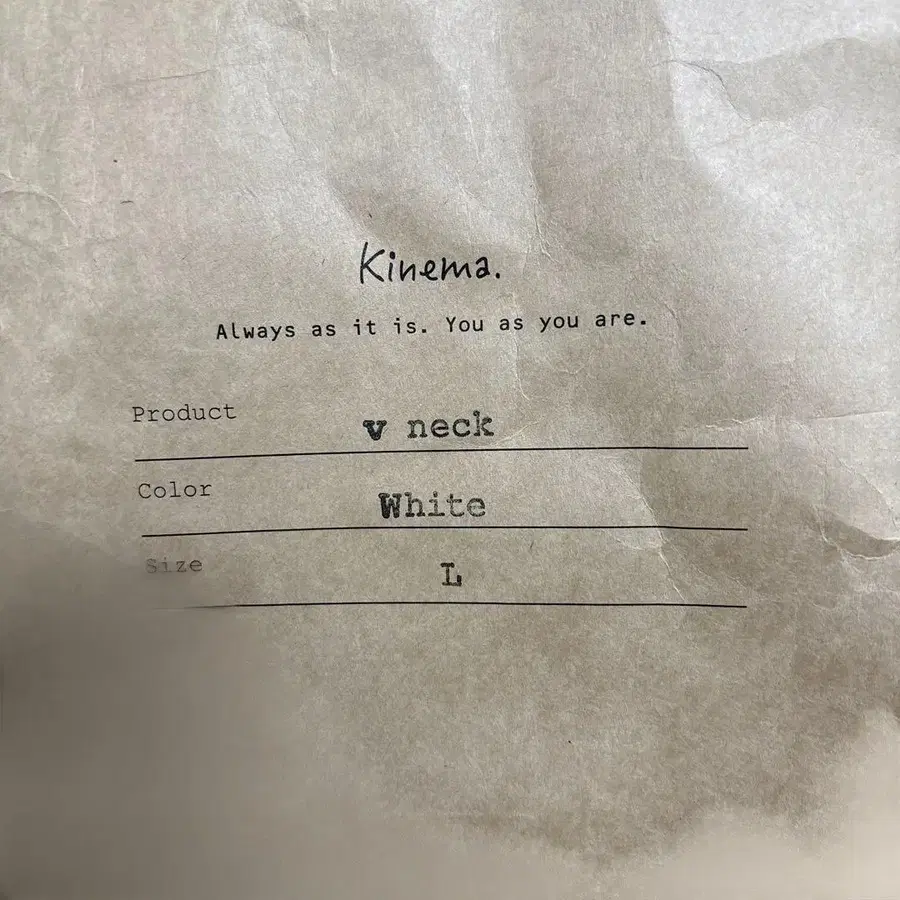 Kinema.
Always as it is. You as you are.
Product v neck
Color White
Size L